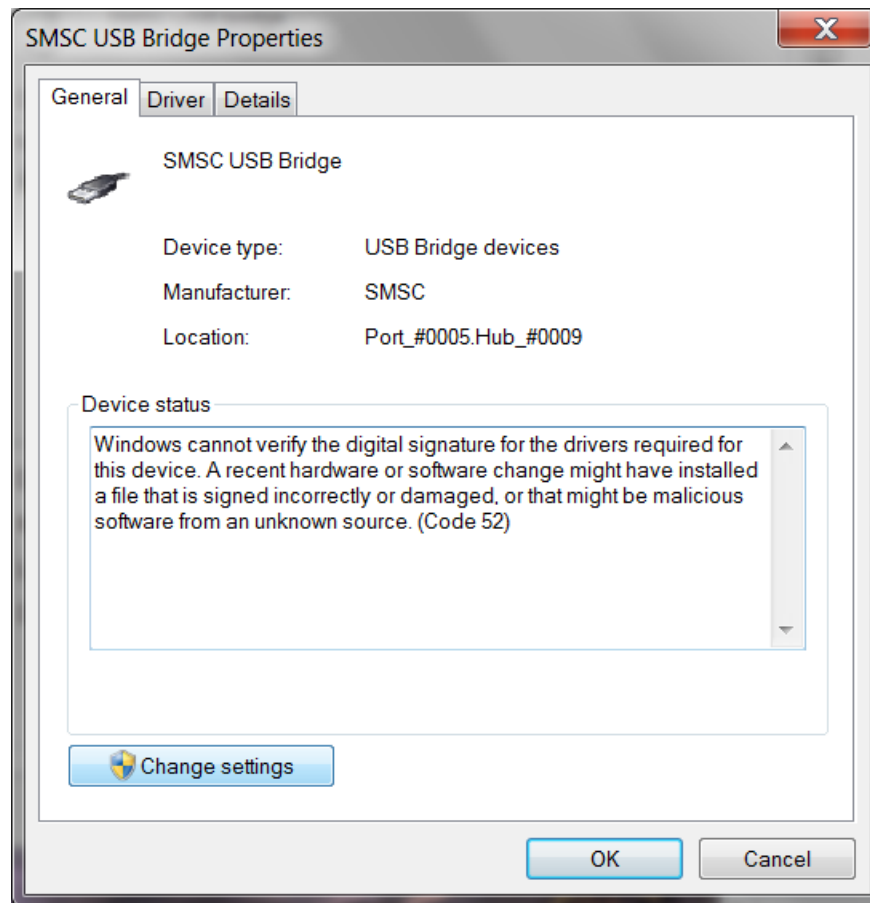 SMSC USB Bridge Properties
General Driver Details
SMSC USB Bridge
Device type: USB Bridge devices
Manufacturer: SMSC
Location: Port_#0005.Hub_#0009
Device status
Windows cannot verify the digital signature for the drivers required for
this device. A recent hardware or software change might have installed
a file that is signed incorrectly or damaged, or that might be malicious
software from an unknown source. (Code 52)
Change settings
OK Cancel